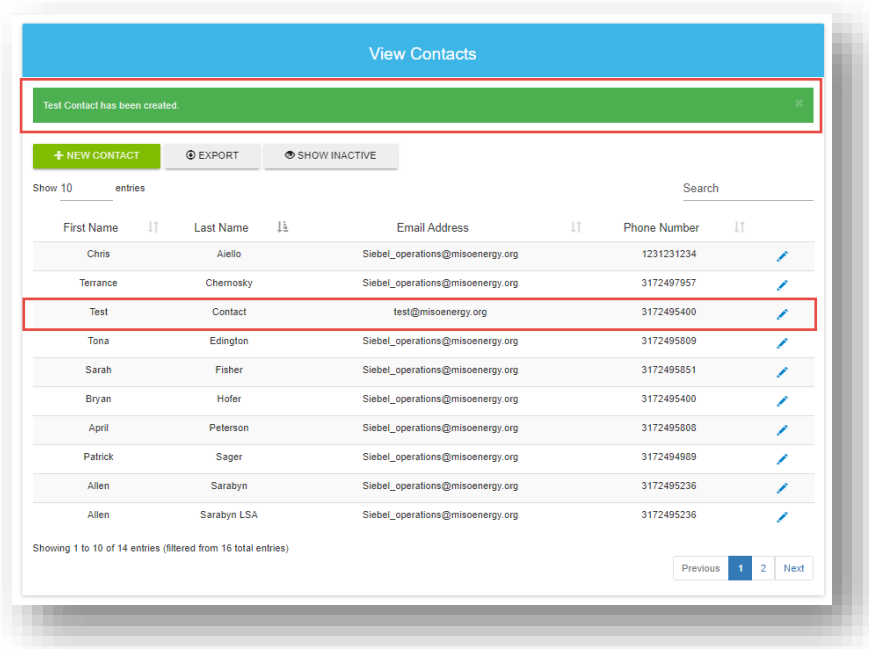 View Contacts
Test Contact has been created. ×
NEW CONTACT EXPORT SHOW INACTIVE
Show 10 entries Search
First Name Last Name Email Address Phone Number
Chris Aiello Siebel_operations@misoenergy.org 1231231234
Terrance Chernosky Siebel_operations@misoenergy.org 3172497957
Test Contact test@misoenergy.org 3172495400
Tona Edington Siebel_operations@misoenergy.org 3172495809
Sarah Fisher Siebel_operations@misoenergy.org 3172495851
Bryan Hofer Siebel_operations@misoenergy.org 3172495400
April Peterson Siebel_operations@misoenergy.org 3172495808
Patrick Sager Siebel_operations@misoenergy.org 3172494989
Allen Sarabyn Siebel_operations@misoenergy.org 3172495236
Allen Sarabyn LSA Siebel_operations@misoenergy.org 3172495236
Showing 1 to 10 of 14 entries (filtered from 16 total entries)
Previous 1 2 Next